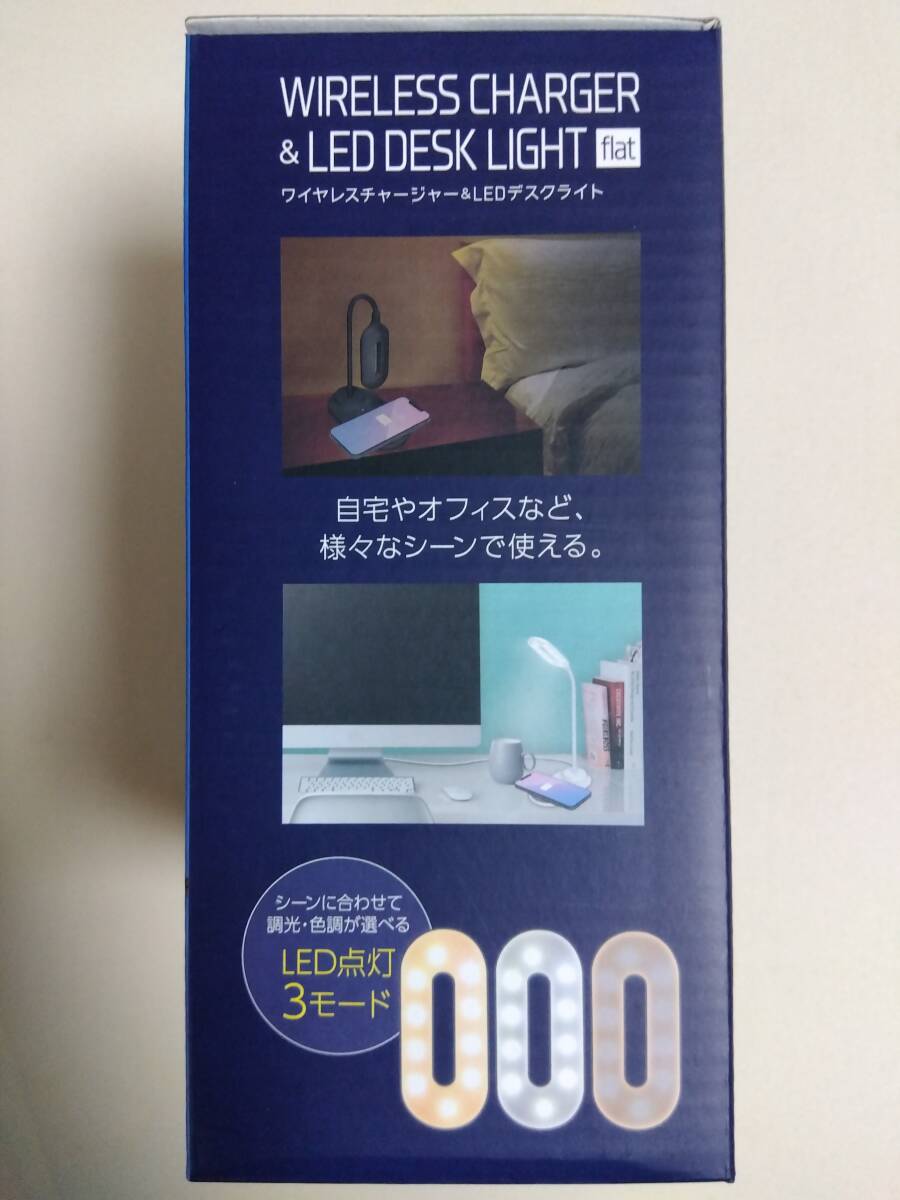 WIRELESS CHARGER
& LED DESK LIGHT flat
ワイヤレスチャージャー&LEDデスクライト
自宅やオフィスなど、
様々なシーンで使える。
シーンに合わせて
調光・色調が選べる
LED点灯
3モード